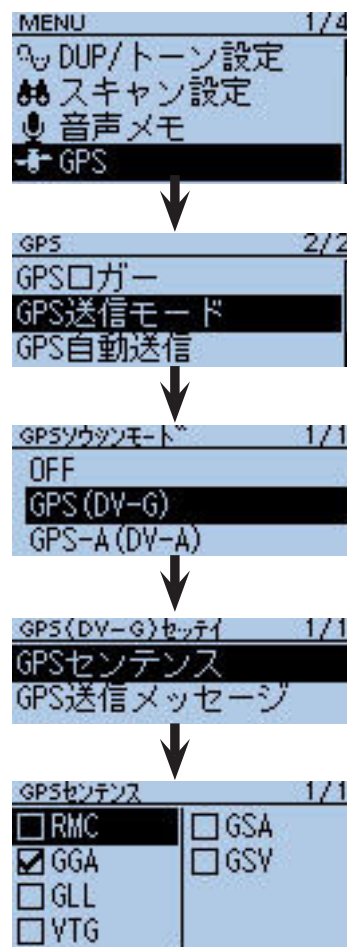 MENU 1/4
DUP/トーン設定
スキャン設定
音声メモ
GPS
GPS 2/2
GPSロガー
GPS送信モード
GPS自動送信
GPSソウシンモード 1/1
OFF
GPS(DV-G)
GPS-A(DV-A)
GPS(DV-G)セッテイ 1/1
GPSセンテンス
GPS送信メッセージ
GPSセンテンス 1/1
RMC GSA
GGA GSV
GLL
VTG